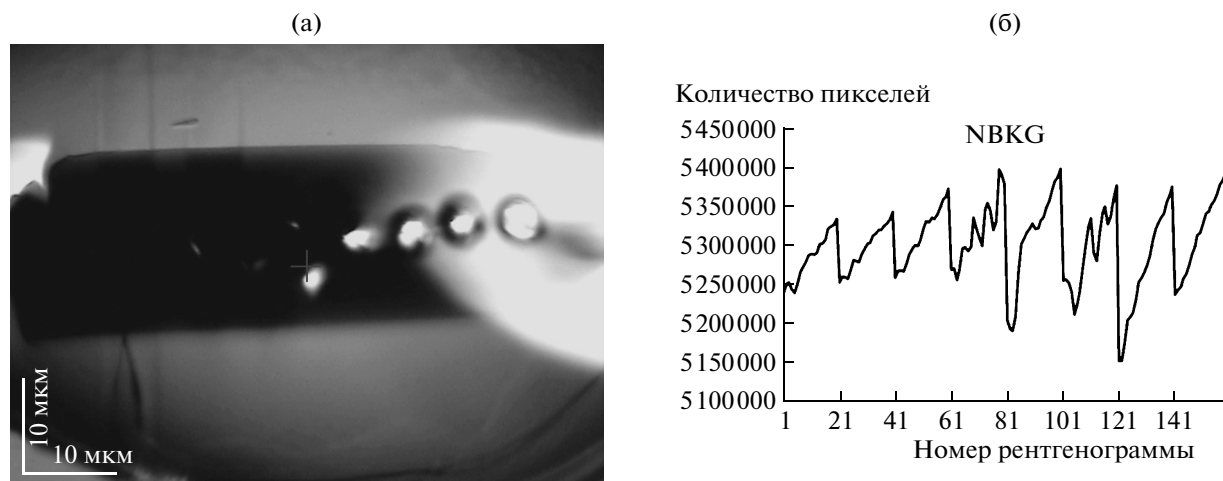 (а)
(б)
10 мкм
10 мкм
Количество пикселей
NBKG
5450000
5400000
5350000
5300000
5250000
5200000
5150000
5100000
1 21 41 61 81 101 121 141
Номер рентгенограммы